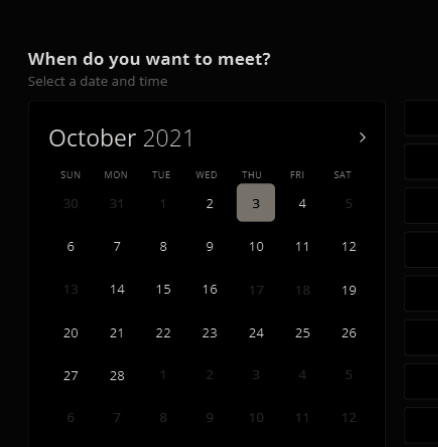 When do you want to meet?
Select a date and time
October 2021 >
SUN MON TUE WED THU FRI SAT
30 31 1 2 3 4 5
6 7 8 9 10 11 12
13 14 15 16 17 18 19
20 21 22 23 24 25 26
27 28 1 2 3 4 5
6 7 8 9 10 11 12